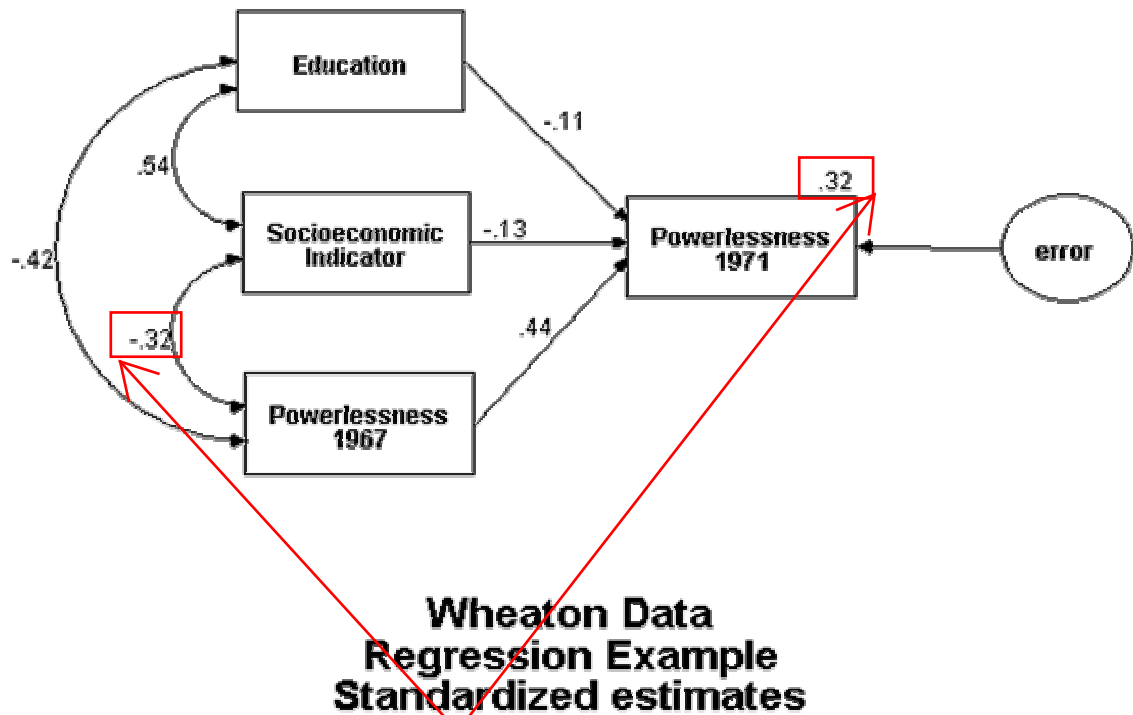 Education
-.11
.54
.32
Socioeconomic
Indicator
-.13
Powerlessness
1971
error
-.42
-.32
.44
Powerlessness
1967
Wheaton Data
Regression Example
Standardized estimates